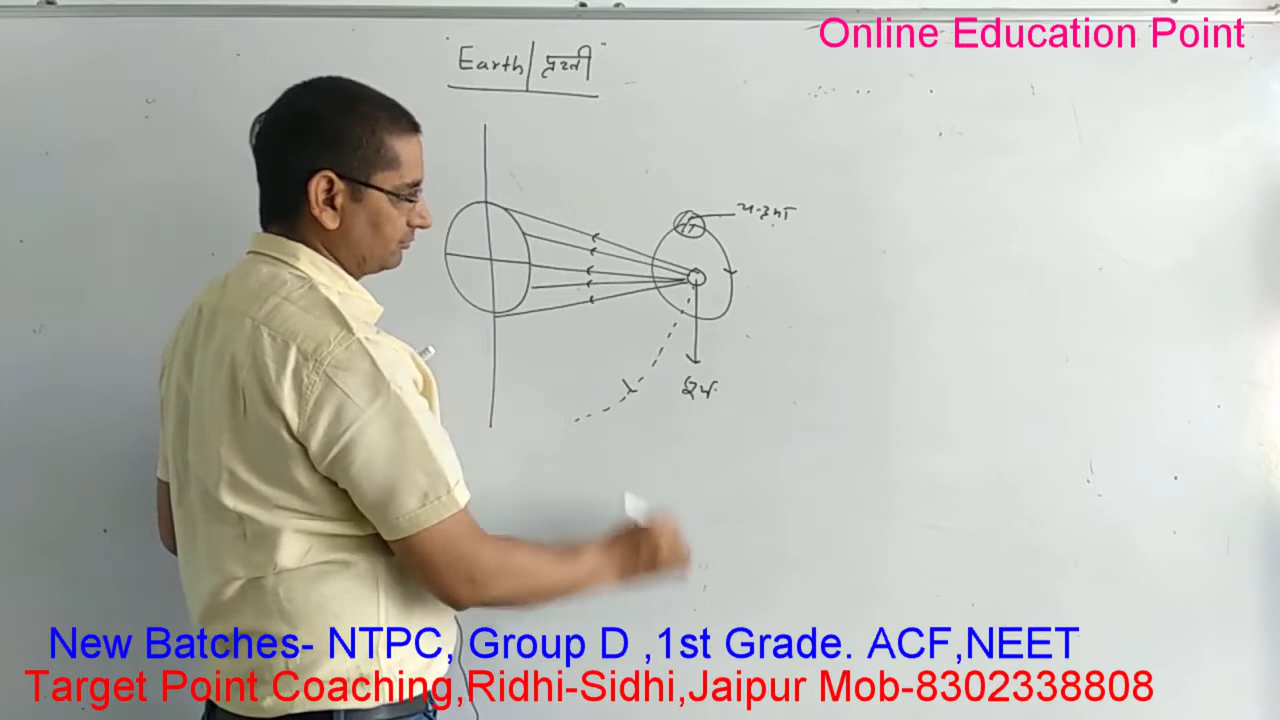 Online Education Point
"Earth/पृथ्वी"
चन्द्रमा
New Batches- NTPC, Group D ,1st Grade. ACF,NEET
Target Point Coaching,Ridhi-Sidhi,Jaipur Mob-8302338808